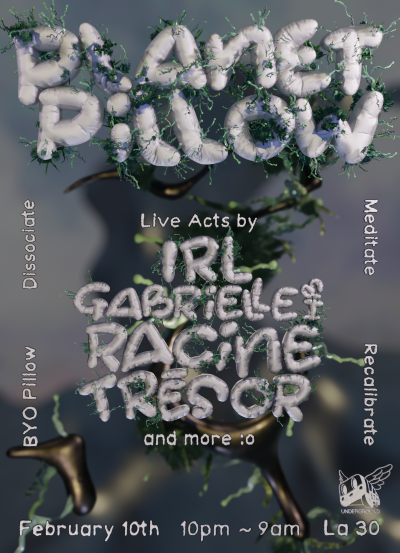 PLANET
PiLLOW
Live Acts by
IRL
GABRiELLE
RACiNE
TRĒSOR
and more :o
Dissociate
BYO Pillow
Meditate
Recalibrate
February 10th 10pm ~ 9am La 30